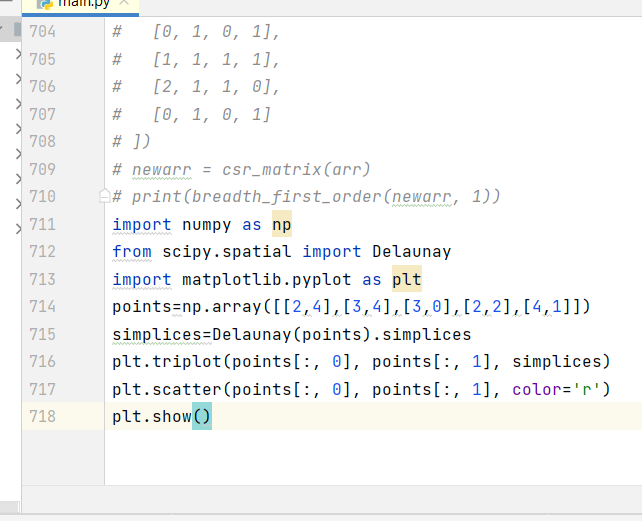 main.py
704 #   [0, 1, 0, 1],
705 #   [1, 1, 1, 1],
706 #   [2, 1, 1, 0],
707 #   [0, 1, 0, 1]
708 # ])
709 # newarr = csr_matrix(arr)
710 # print(breadth_first_order(newarr, 1))
711 import numpy as np
712 from scipy.spatial import Delaunay
713 import matplotlib.pyplot as plt
714 points=np.array([[2,4],[3,4],[3,0],[2,2],[4,1]])
715 simplices=Delaunay(points).simplices
716 plt.triplot(points[:, 0], points[:, 1], simplices)
717 plt.scatter(points[:, 0], points[:, 1], color='r')
718 plt.show()